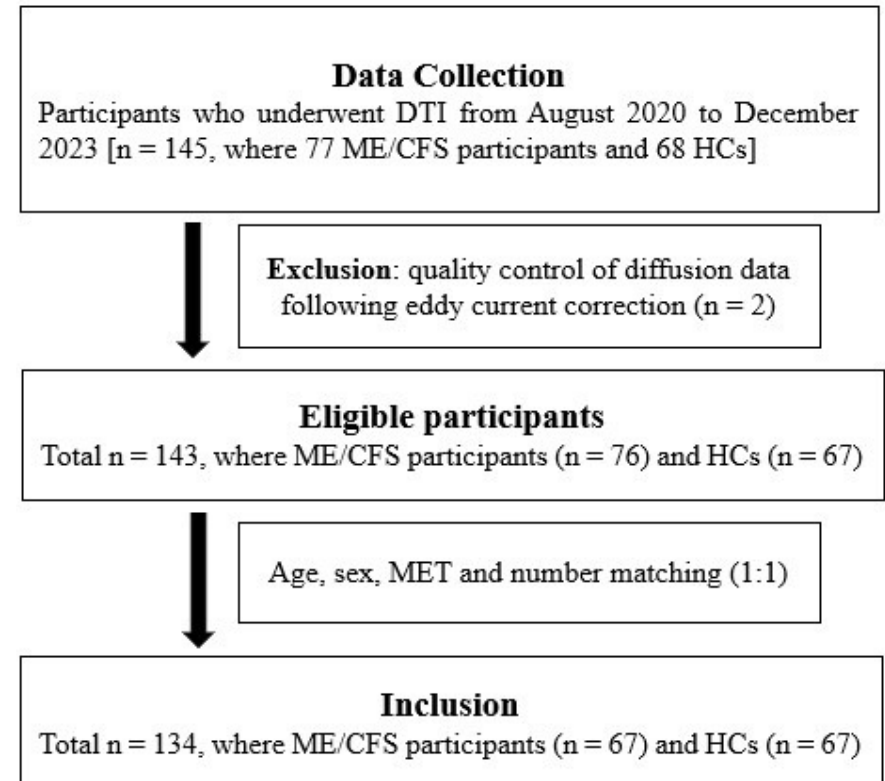 Data Collection
Participants who underwent DTI from August 2020 to December
2023 [n = 145, where 77 ME/CFS participants and 68 HCs]
Exclusion: quality control of diffusion data
following eddy current correction (n = 2)
Eligible participants
Total n = 143, where ME/CFS participants (n = 76) and HCs (n = 67)
Age, sex, MET and number matching (1:1)
Inclusion
Total n = 134, where ME/CFS participants (n = 67) and HCs (n = 67)